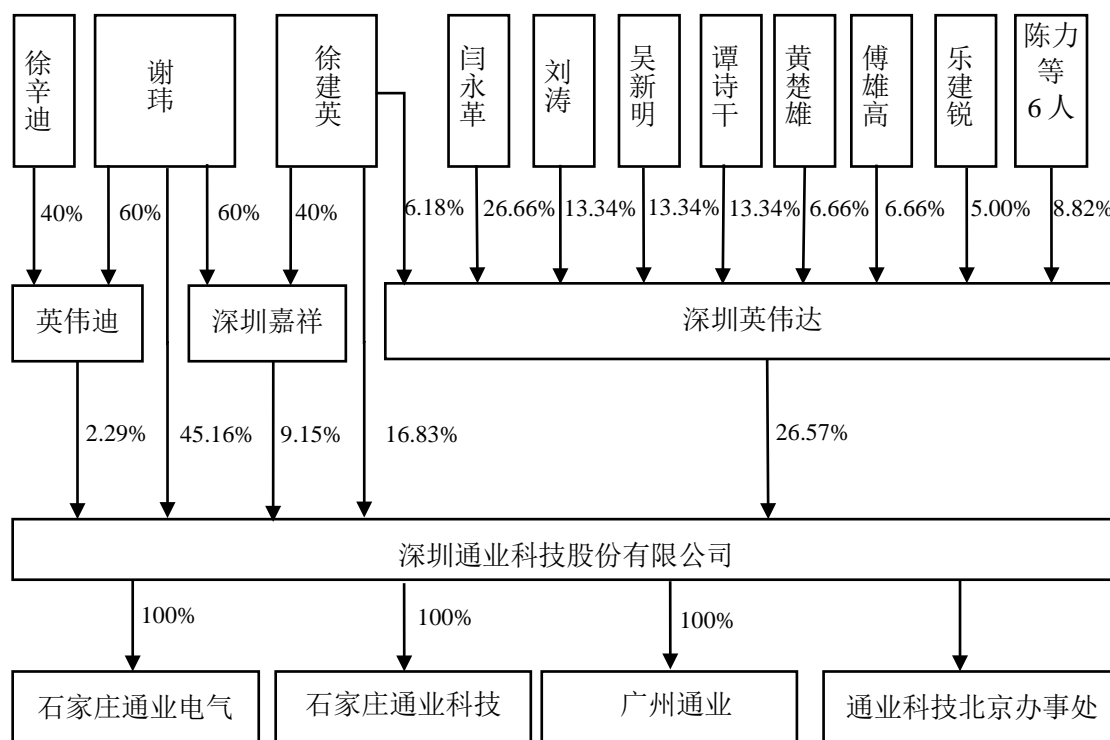 徐辛迪
谢玮
徐建英
闫永革
刘涛
吴新明
谭诗干
黄楚雄
傅雄高
乐建锐
陈力
等
6 人
40%
60%
60%
40%
6.18%
26.66%
13.34%
13.34%
13.34%
6.66%
6.66%
5.00%
8.82%
英伟迪
深圳嘉祥
深圳英伟达
2.29%
45.16%
9.15%
16.83%
26.57%
深圳通业科技股份有限公司
100%
100%
100%
石家庄通业电气
石家庄通业科技
广州通业
通业科技北京办事处